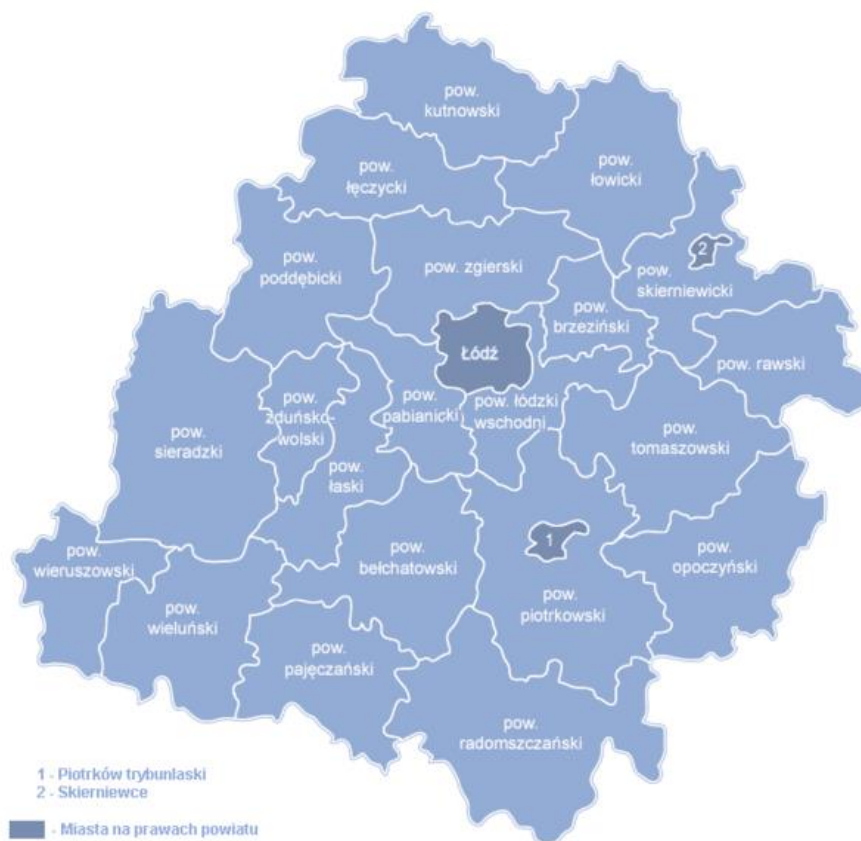 pow.
kutnowski
pow.
łęczycki
pow.
łowicki
2
pow.
skierniewicki
pow.
poddębicki
pow. zgierski
pow.
brzeziński
Łódź
pow. rawski
pow.
zduńsko-
wolski
pow.
pabianicki
pow. łódzki
wschodni
pow.
sieradzki
pow.
tomaszowski
pow.
łaski
1
pow.
wieruszowski
pow.
bełchatowski
pow.
opoczyński
pow.
wieluński
pow.
piotrkowski
pow.
pajęczański
pow.
radomszczański
1 - Piotrków trybunlaski
2 - Skierniewce
- Miasta na prawach powiatu